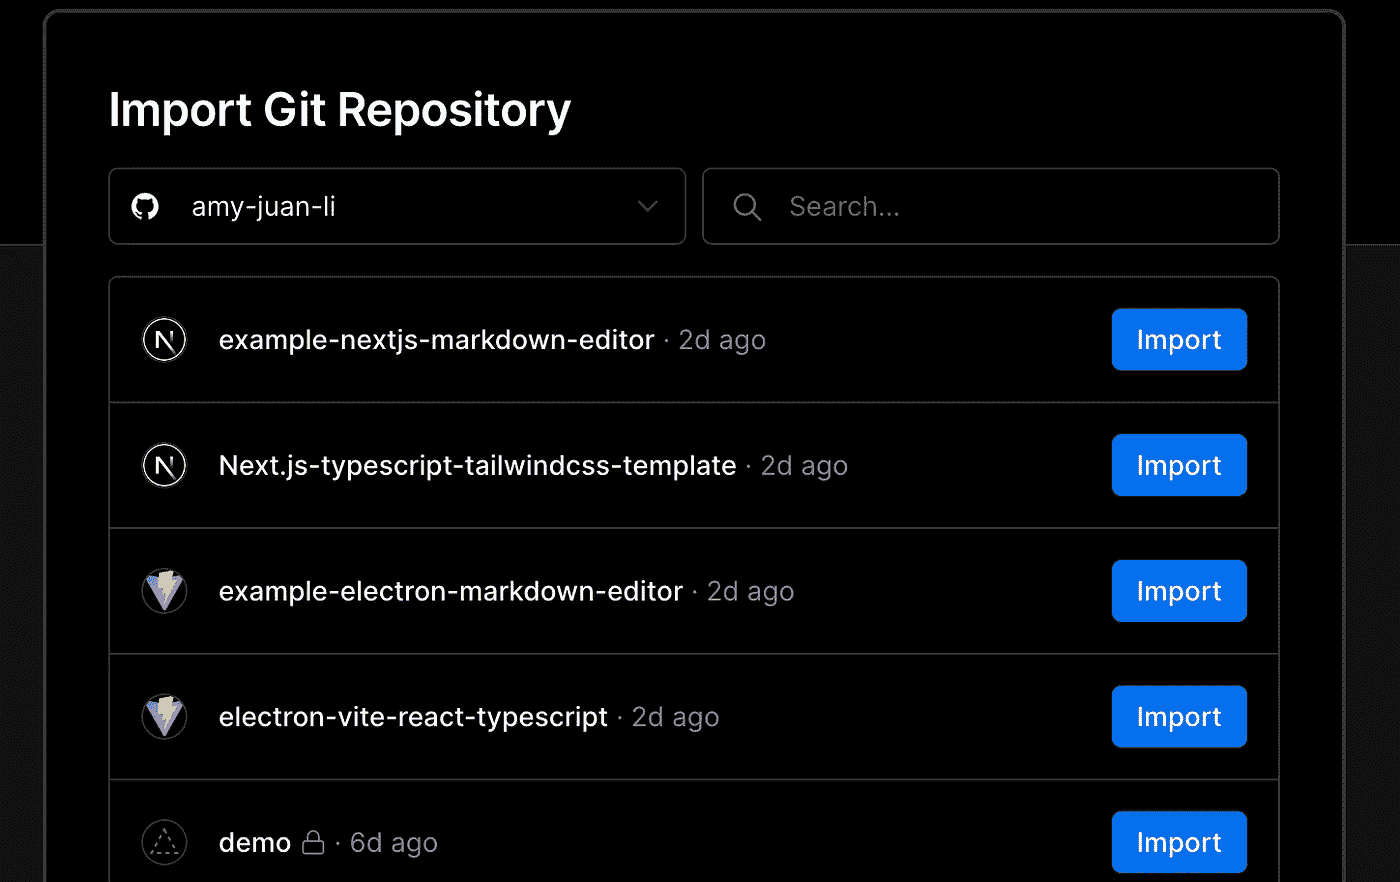 Import Git Repository
amy-juan-li
Search...
example-nextjs-markdown-editor · 2d ago
Import
Next.js-typescript-tailwindcss-template · 2d ago
Import
example-electron-markdown-editor · 2d ago
Import
electron-vite-react-typescript · 2d ago
Import
demo · 6d ago
Import